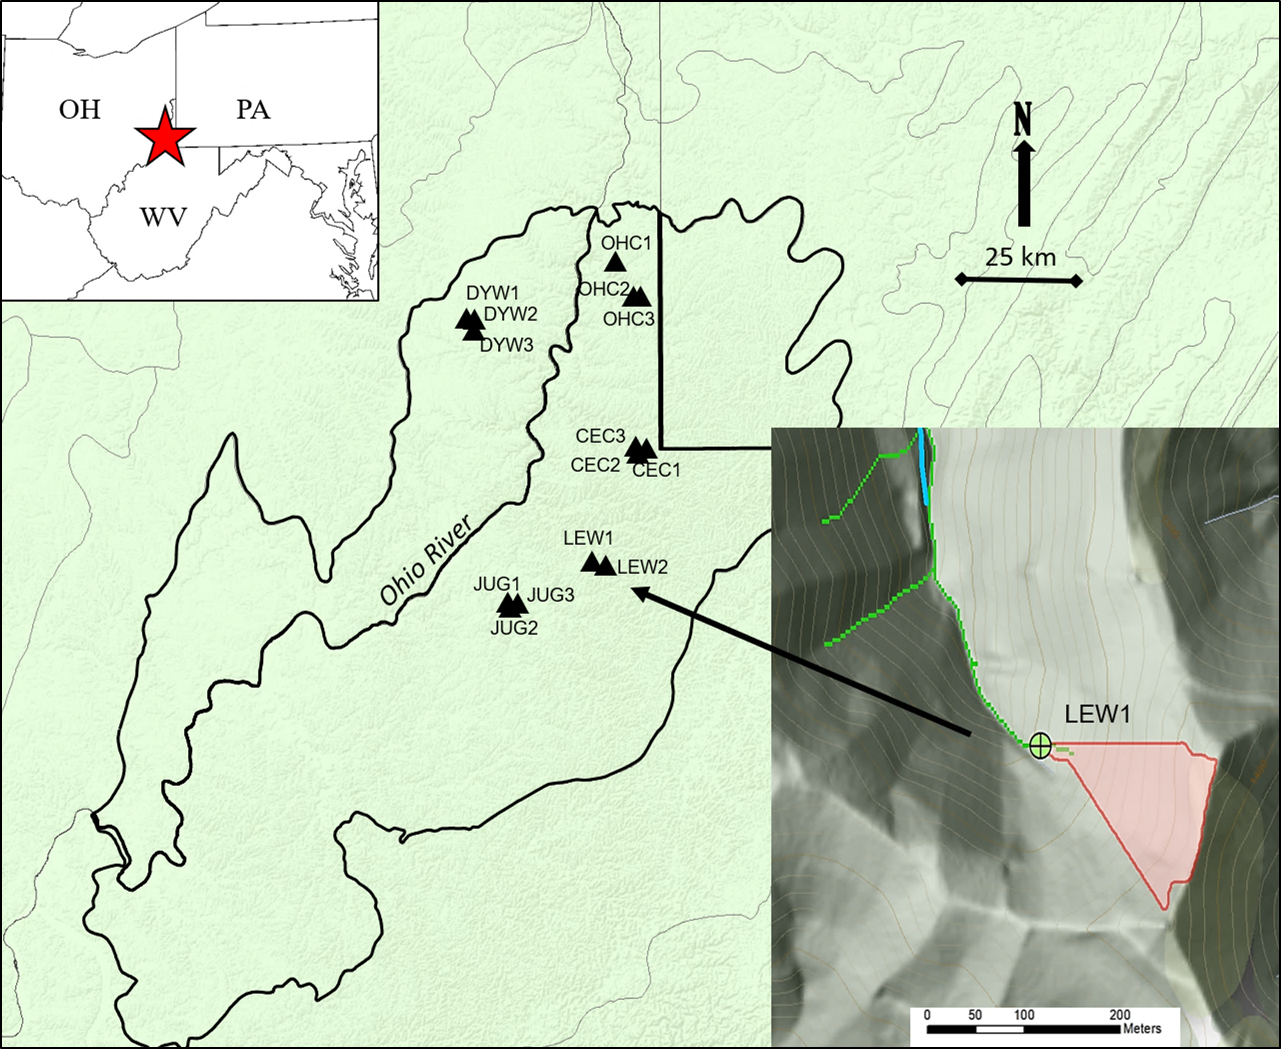 OH
PA
WV
N
25 km
OHC1
OHC2
OHC3
DYW1
DYW2
DYW3
CEC3
CEC2
CEC1
Ohio River
LEW1
LEW2
JUG1
JUG3
JUG2
LEW1
0 50 100 200
Meters